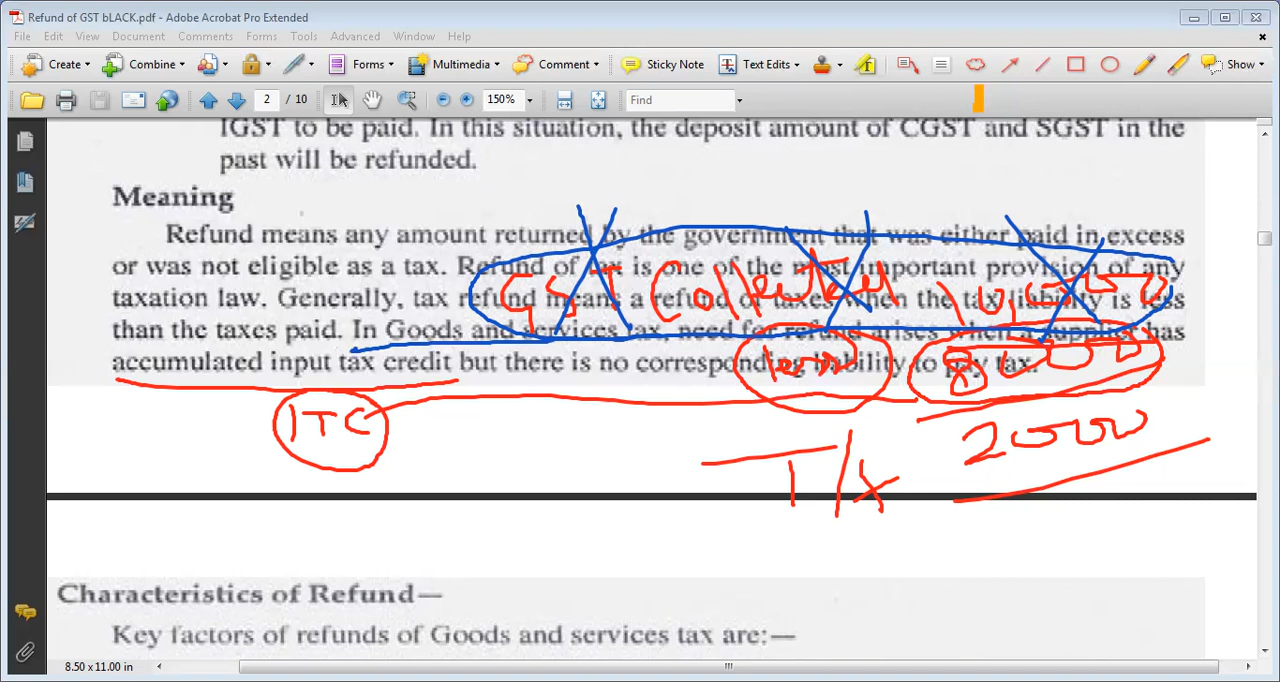 Refund of GST bLACK.pdf - Adobe Acrobat Pro Extended
File Edit View Document Comments Forms Tools Advanced Window Help
Create Combine Forms Multimedia Comment Sticky Note Text Edits Show
2 / 10 150% Find
IGST to be paid. In this situation, the deposit amount of CGST and SGST in the
past will be refunded.
Meaning
Refund means any amount returned by the government that was either paid in excess
or was not eligible as a tax. Refund of tax is one of the most important provision of any
GST Collected
taxation law. Generally, tax refund means a refund of taxes when the tax liability is less
than the taxes paid. In Goods and services tax, need for refund arises when a supplier has
accumulated input tax credit but there is no corresponding liability to pay tax.
less 8000
ITC
2000
T/x
Characteristics of Refund—
Key factors of refunds of Goods and services tax are:—
8.50 x 11.00 in